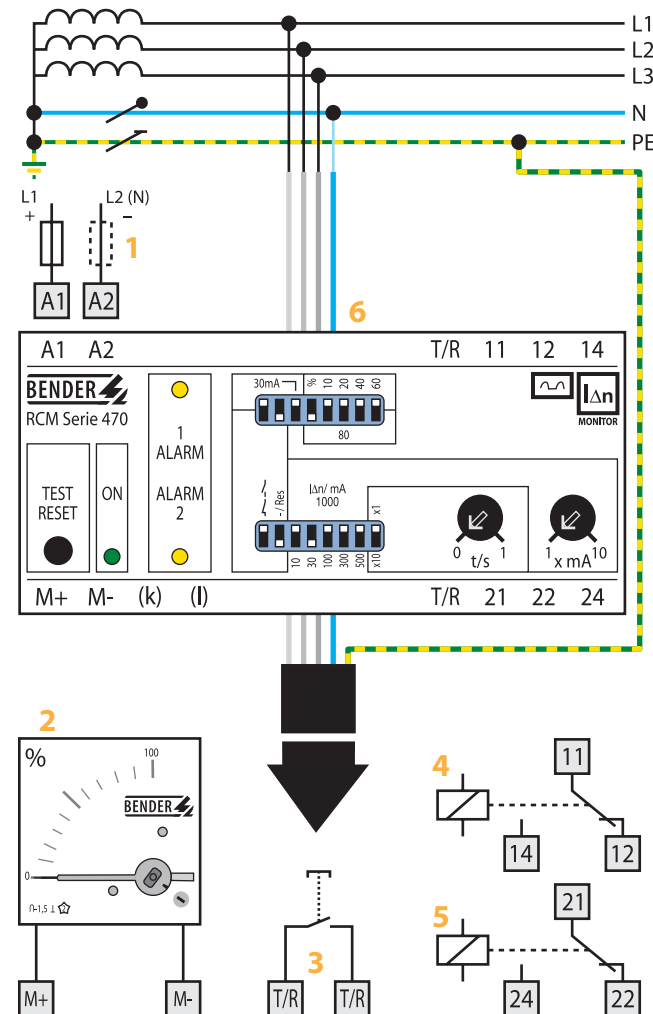 L1
L2
L3
N
PE
L1 L2 (N)
+ −
1
A1 A2
6
A1 A2 T/R 11 12 14
BENDER
RCM Serie 470
30mA % 10 20 40 60
80
IΔn
MONITOR
1
ALARM
TEST
RESET
ON
ALARM
2
- / Res
IΔn/ mA
1000
x1
10 30 100 300 500 x10
0 t/s 1
1 x mA 10
M+ M- (k) (l) T/R 21 22 24
2
%
100
BENDER
0
3
M+ M-
T/R T/R
4
11
14 12
5
21
24 22